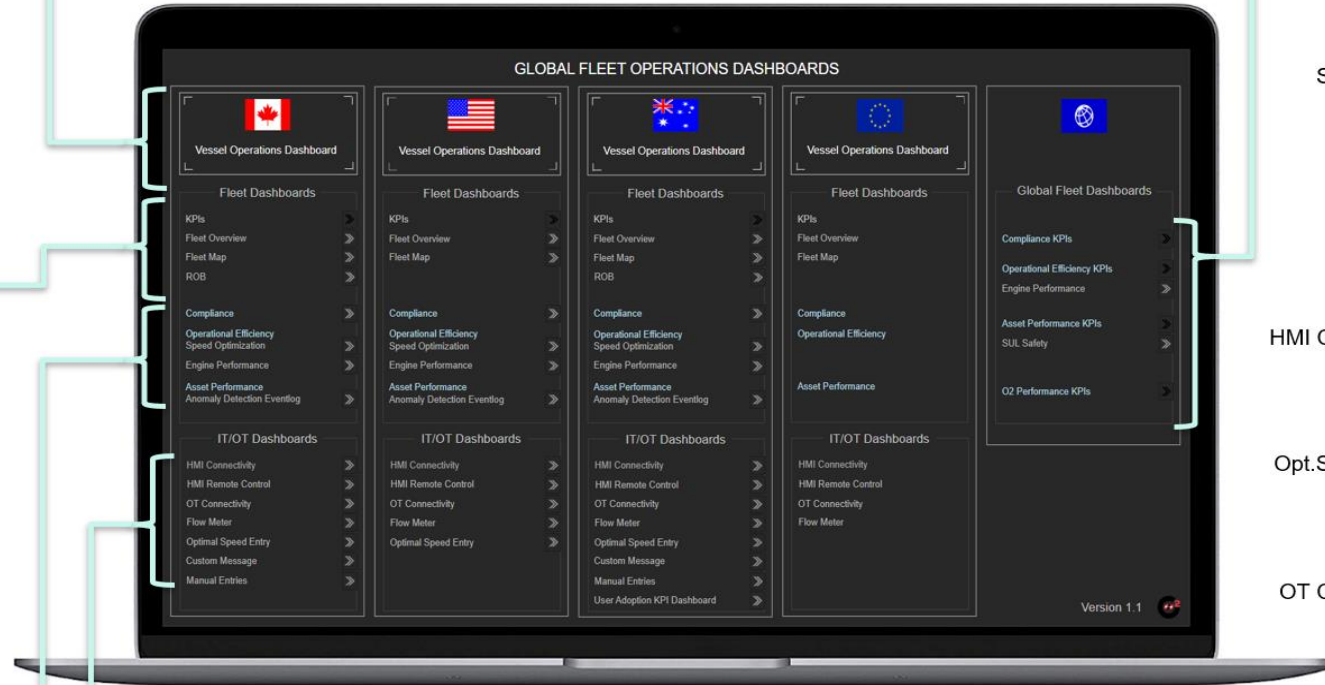 GLOBAL FLEET OPERATIONS DASHBOARDS
Vessel Operations Dashboard
Fleet Dashboards
KPIs
Fleet Overview
Fleet Map
ROB
Compliance
Operational Efficiency
Speed Optimization
Engine Performance
Asset Performance
Anomaly Detection Eventlog
IT/OT Dashboards
HMI Connectivity
HMI Remote Control
OT Connectivity
Flow Meter
Optimal Speed Entry
Custom Message
Manual Entries
Vessel Operations Dashboard
Fleet Dashboards
KPIs
Fleet Overview
Fleet Map
Compliance
Operational Efficiency
Speed Optimization
Engine Performance
Asset Performance
Anomaly Detection Eventlog
IT/OT Dashboards
HMI Connectivity
HMI Remote Control
OT Connectivity
Flow Meter
Optimal Speed Entry
Vessel Operations Dashboard
Fleet Dashboards
KPIs
Fleet Overview
Fleet Map
ROB
Compliance
Operational Efficiency
Speed Optimization
Engine Performance
Asset Performance
Anomaly Detection Eventlog
IT/OT Dashboards
HMI Connectivity
HMI Remote Control
OT Connectivity
Flow Meter
Optimal Speed Entry
Custom Message
Manual Entries
User Adoption KPI Dashboard
Vessel Operations Dashboard
Fleet Dashboards
KPIs
Fleet Overview
Fleet Map
Compliance
Operational Efficiency
Asset Performance
IT/OT Dashboards
HMI Connectivity
HMI Remote Control
OT Connectivity
Flow Meter
Global Fleet Dashboards
Compliance KPIs
Operational Efficiency KPIs
Engine Performance
Asset Performance KPIs
SUL Safety
O2 Performance KPIs
Version 1.1
S
HMI C
Opt.S
OT C